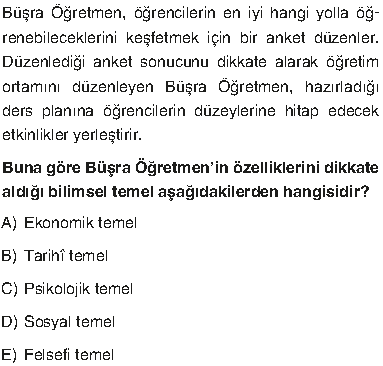 Büşra Öğretmen, öğrencilerin en iyi hangi yolla öğ-
renebileceklerini keşfetmek için bir anket düzenler.
Düzenlediği anket sonucunu dikkate alarak öğretim
ortamını düzenleyen Büşra Öğretmen, hazırladığı
ders planına öğrencilerin düzeylerine hitap edecek
etkinlikler yerleştirir.
Buna göre Büşra Öğretmen'in özelliklerini dikkate
aldığı bilimsel temel aşağıdakilerden hangisidir?
A) Ekonomik temel
B) Tarihî temel
C) Psikolojik temel
D) Sosyal temel
E) Felsefi temel